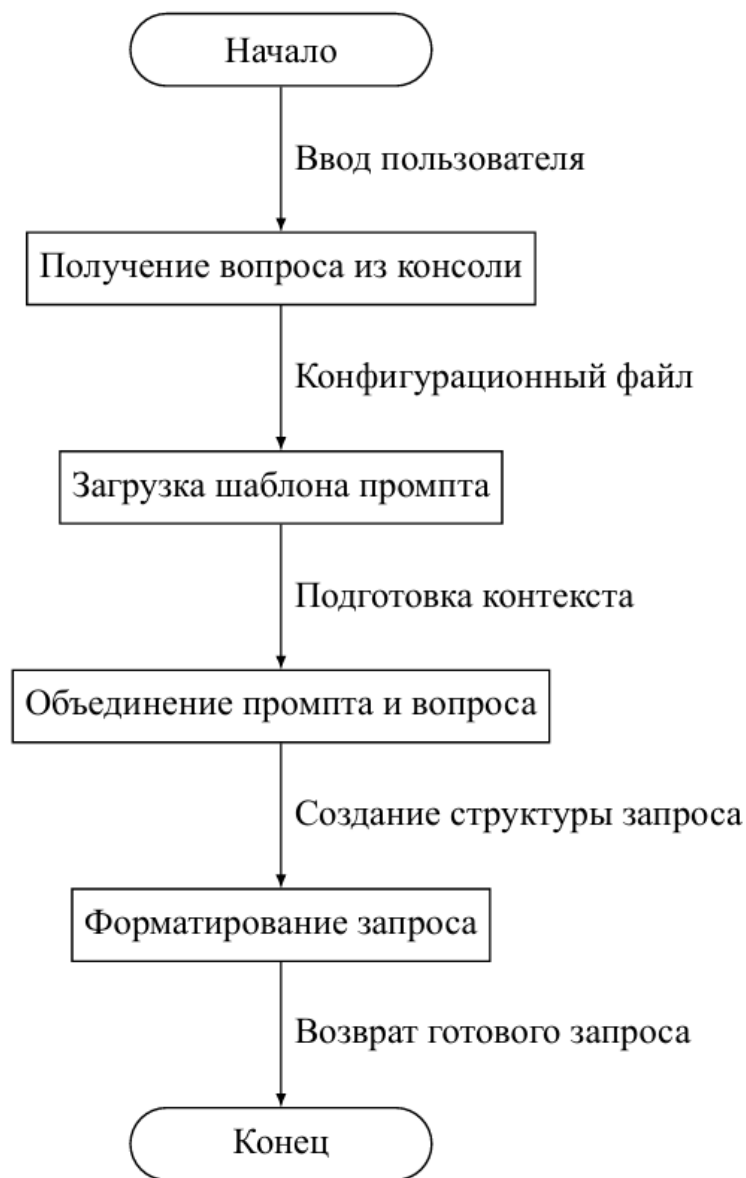 Начало
Ввод пользователя
Получение вопроса из консоли
Конфигурационный файл
Загрузка шаблона промпта
Подготовка контекста
Объединение промпта и вопроса
Создание структуры запроса
Форматирование запроса
Возврат готового запроса
Конец